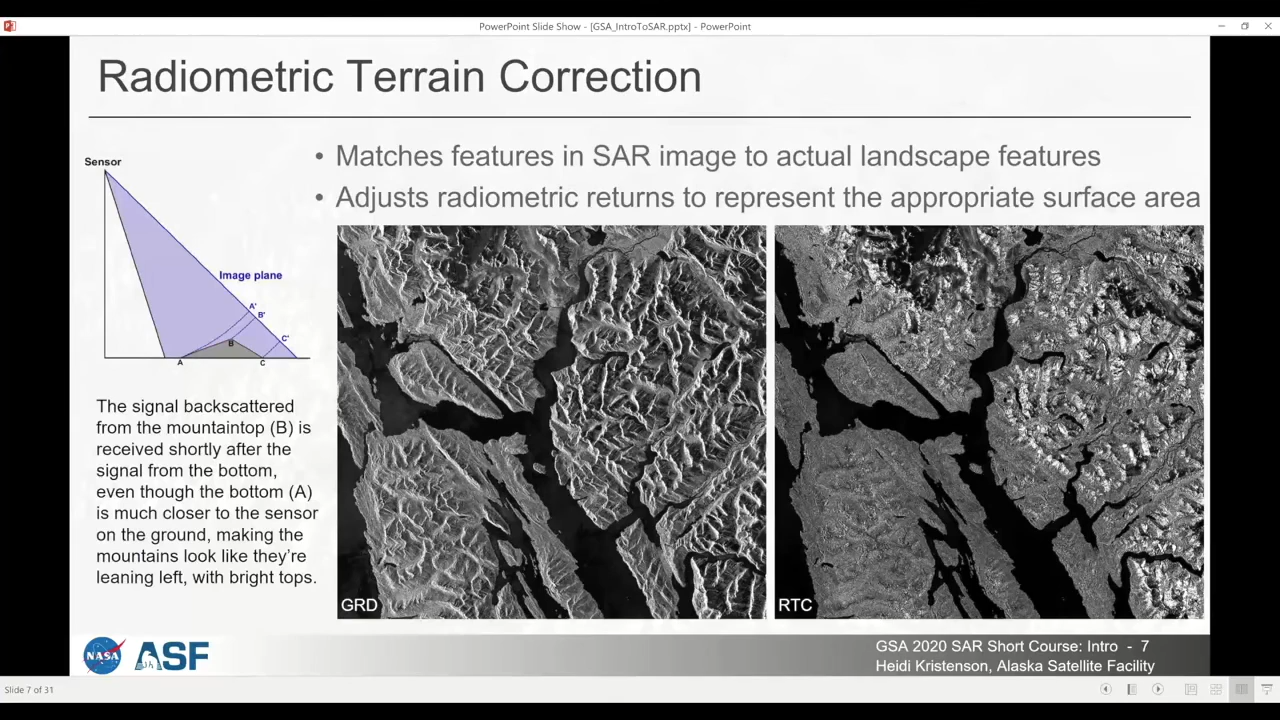 PowerPoint Slide Show - [GSA_IntroToSAR.pptx] - PowerPoint
Radiometric Terrain Correction
Sensor
Image plane
A'
B'
C'
B
A
C
• Matches features in SAR image to actual landscape features
• Adjusts radiometric returns to represent the appropriate surface area
The signal backscattered
from the mountaintop (B) is
received shortly after the
signal from the bottom,
even though the bottom (A)
is much closer to the sensor
on the ground, making the
mountains look like they're
leaning left, with bright tops.
GRD
RTC
NASA
ASF
GSA 2020 SAR Short Course: Intro - 7
Heidi Kristenson, Alaska Satellite Facility
Slide 7 of 31